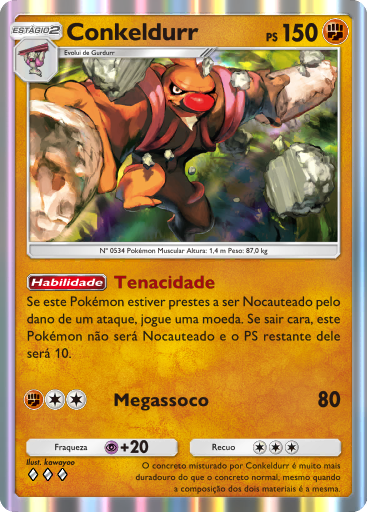 ESTÁGIO 2
Conkeldurr
PS 150
Evolui de Gurdurr
Nº 0534 Pokémon Muscular Altura: 1,4 m Peso: 87,0 kg
Habilidade Tenacidade
Se este Pokémon estiver prestes a ser Nocauteado pelo
dano de um ataque, jogue uma moeda. Se sair cara, este
Pokémon não será Nocauteado e o PS restante dele
será 10.
Megassoco 80
Fraqueza +20
Recuo
Ilust. kawayoo
O concreto misturado por Conkeldurr é muito mais
duradouro do que o concreto normal, mesmo quando
a composição dos dois materiais é a mesma.